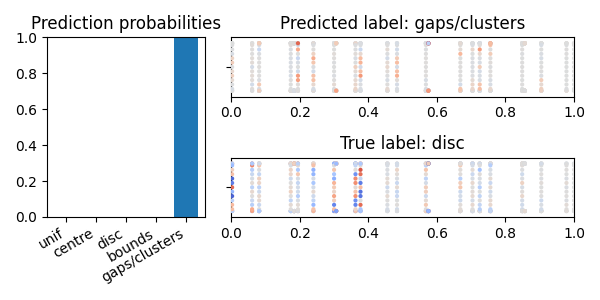 Prediction probabilities
1.0
0.8
0.6
0.4
0.2
0.0
unif
centre
disc
bounds
gaps/clusters
Predicted label: gaps/clusters
0.0 0.2 0.4 0.6 0.8 1.0
True label: disc
0.0 0.2 0.4 0.6 0.8 1.0